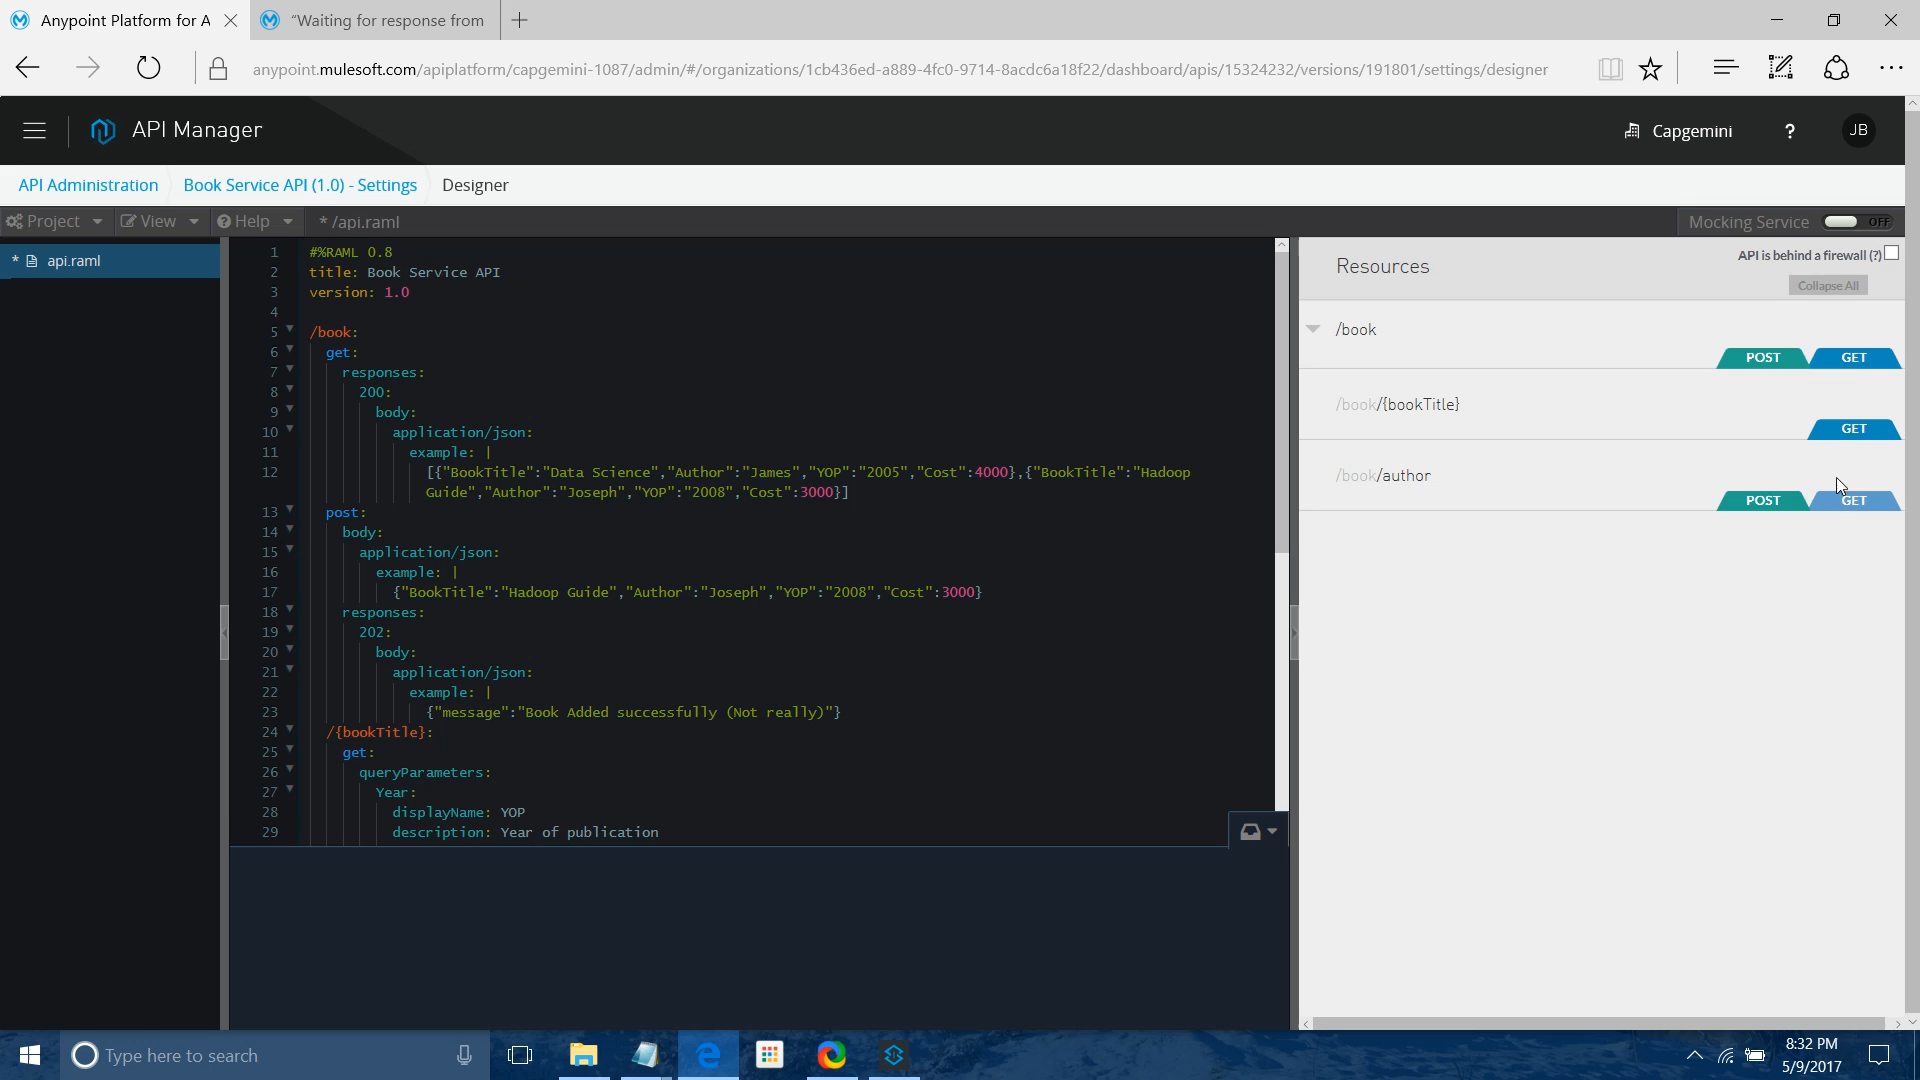 Anypoint Platform for A
"Waiting for response from
anypoint.mulesoft.com/apiplatform/capgemini-1087/admin/#/organizations/1cb436ed-a889-4fc0-9714-8acdc6a18f22/dashboard/apis/15324232/versions/191801/settings/designer
API Manager
Capgemini
?
JB
API Administration
Book Service API (1.0) - Settings
Designer
Project
View
Help
* /api.raml
Mocking Service
OFF
* api.raml
1 #%RAML 0.8
2 title: Book Service API
3 version: 1.0
4
5 /book:
6 get:
7 responses:
8 200:
9 body:
10 application/json:
11 example: |
12 [{"BookTitle":"Data Science","Author":"James","YOP":"2005","Cost":4000},{"BookTitle":"Hadoop
Guide","Author":"Joseph","YOP":"2008","Cost":3000}]
13 post:
14 body:
15 application/json:
16 example: |
17 {"BookTitle":"Hadoop Guide","Author":"Joseph","YOP":"2008","Cost":3000}
18 responses:
19 202:
20 body:
21 application/json:
22 example: |
23 {"message":"Book Added successfully (Not really)"}
24 /{bookTitle}:
25 get:
26 queryParameters:
27 Year:
28 displayName: YOP
29 description: Year of publication
Resources
API is behind a firewall (?)
Collapse All
/book
POST
GET
/book/{bookTitle}
GET
/book/author
POST
GET
Type here to search
8:32 PM
5/9/2017